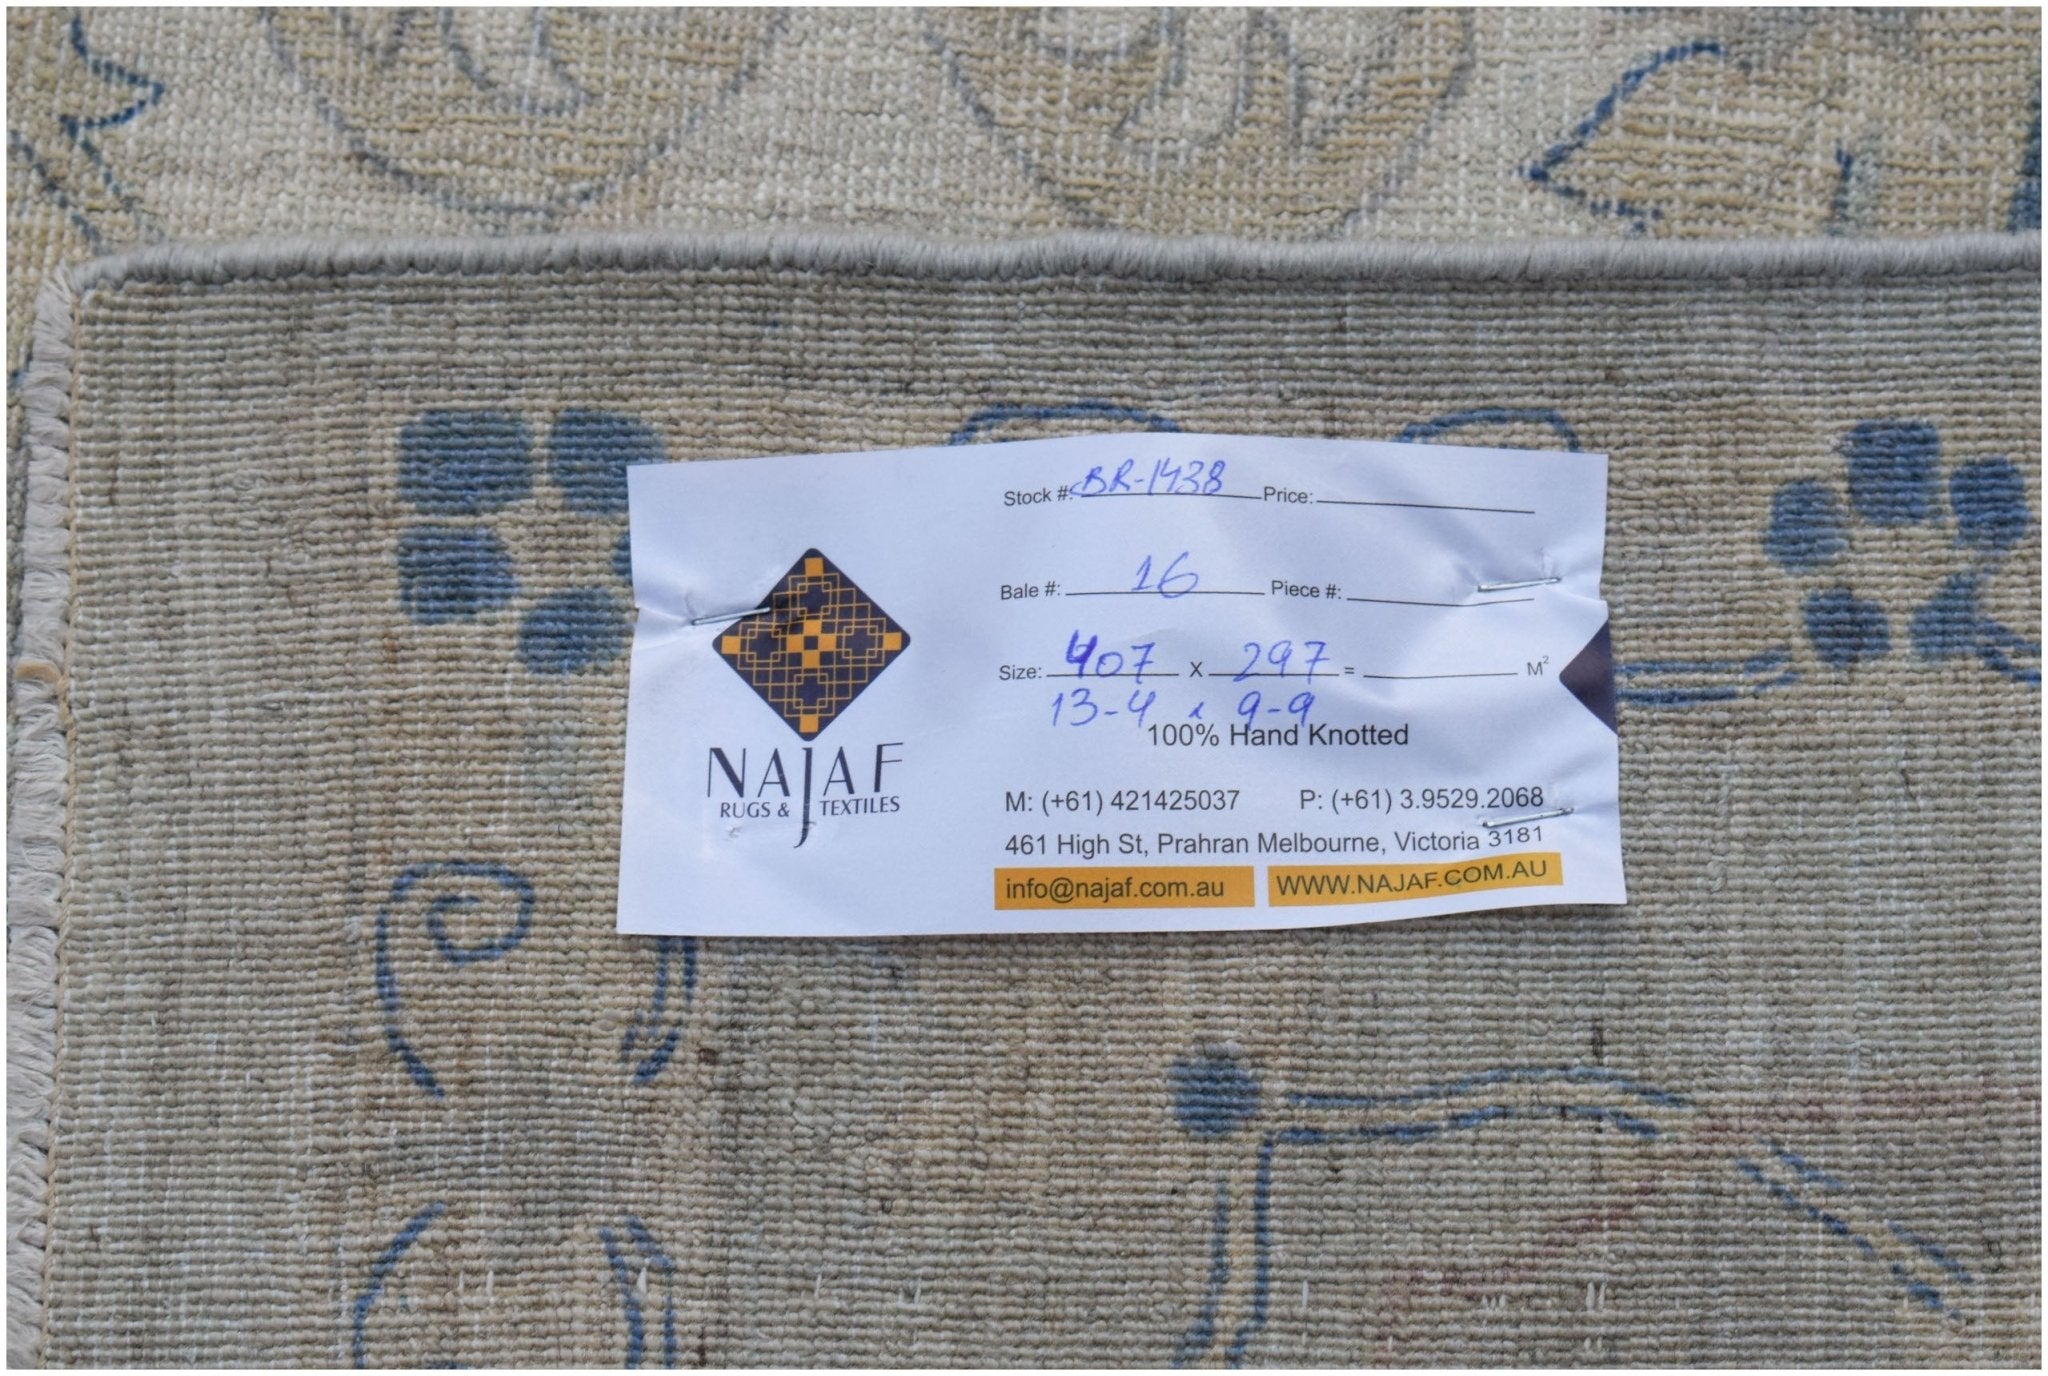 Stock #: BR-1438 Price:
Bale #: 16 Piece #:
Size: 407 X 297 = M²
13-4 x 9-9
100% Hand Knotted
NAJAF
RUGS & TEXTILES
M: (+61) 421425037 P: (+61) 3.9529.2068
461 High St, Prahran Melbourne, Victoria 3181
info@najaf.com.au WWW.NAJAF.COM.AU